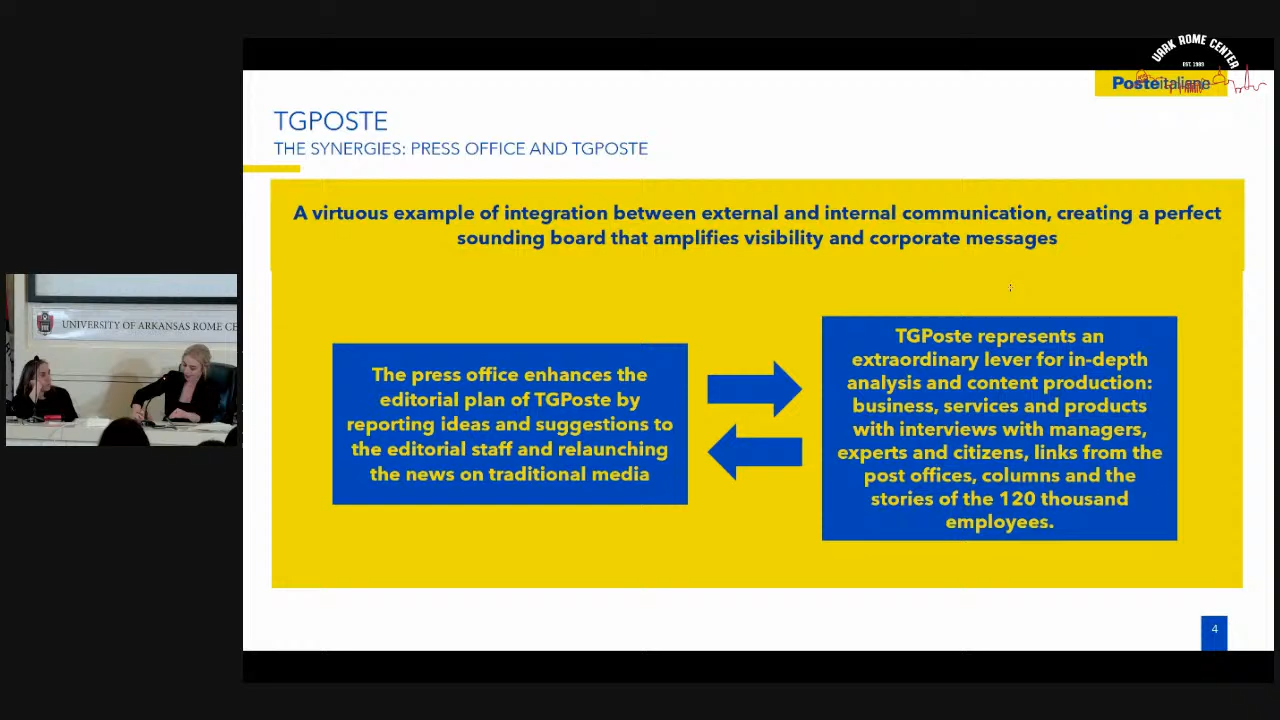 UARK ROME CENTER
EST. 1989
Posteitaliane
TGPOSTE
THE SYNERGIES: PRESS OFFICE AND TGPOSTE
A virtuous example of integration between external and internal communication, creating a perfect
sounding board that amplifies visibility and corporate messages
The press office enhances the
editorial plan of TGPoste by
reporting ideas and suggestions to
the editorial staff and relaunching
the news on traditional media
TGPoste represents an
extraordinary lever for in-depth
analysis and content production:
business, services and products
with interviews with managers,
experts and citizens, links from the
post offices, columns and the
stories of the 120 thousand
employees.
UNIVERSITY OF ARKANSAS ROME CE
4